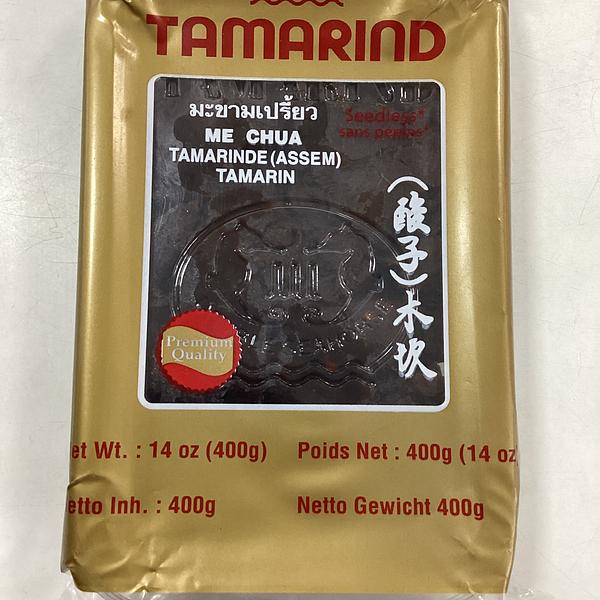 TAMARIND
มะขามเปรี้ยว
Seedless*
sans pepins*
ME CHUA
TAMARINDE (ASSEM)
TAMARIN
(酸子)木坎
Premium
Quality
et Wt. : 14 oz (400g)
Poids Net : 400g (14 oz
etto Inh. : 400g
Netto Gewicht 400g